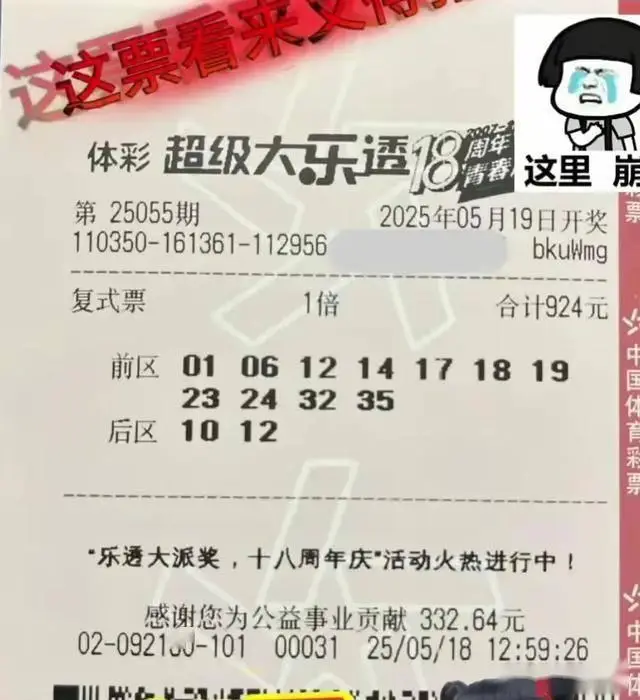 这票看来又得
体彩 超级大乐透 18周年
青春
这里 崩
第 25055期 2025年05月19日开奖
110350-161361-112956 bkuWmg
复式票 1倍 合计924元
前区 01 06 12 14 17 18 19
23 24 32 35
后区 10 12
“乐透大派奖，十八周年庆”活动火热进行中！
感谢您为公益事业贡献 332.64元
02-092130-101 00031 25/05/18 12:59:26
彩票
中国体育彩票
中国体